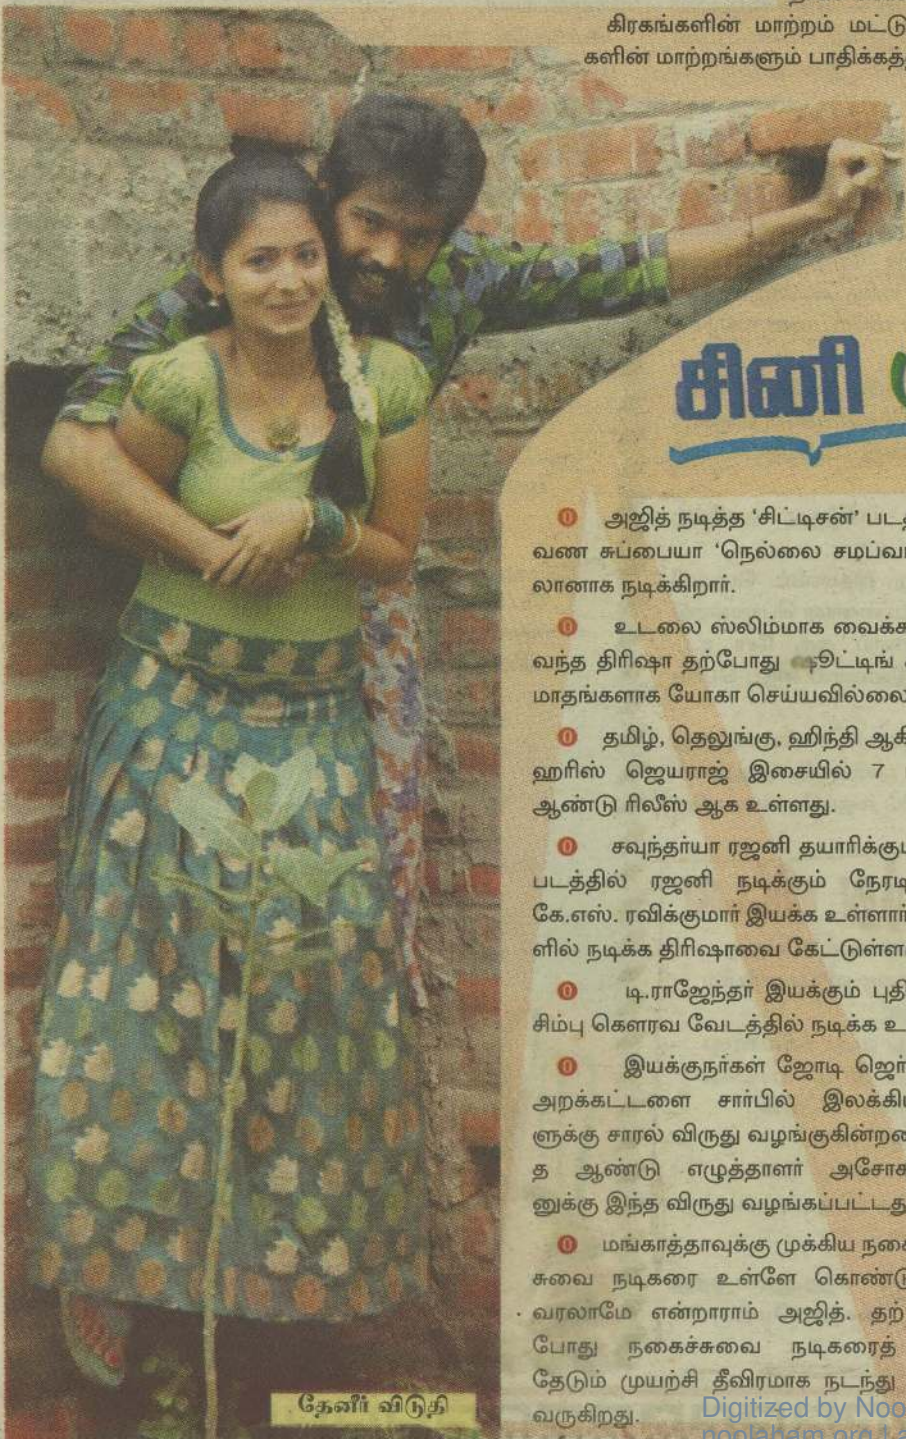 கிரகங்களின் மாற்றம் மட்டு
களின் மாற்றங்களும் பாதிக்கத்
சினி
அஜித் நடித்த ‘சிட்டிசன்’ பட
வண சுப்பையா ‘நெல்லை சமப்வ
லானாக நடிக்கிறார்.
உடலை ஸ்லிம்மாக வைக்க
வந்த திரிஷா தற்போது ஷூட்டிங்
மாதங்களாக யோகா செய்யவில்லை
தமிழ், தெலுங்கு, ஹிந்தி ஆகி
ஹரிஸ் ஜெயராஜ் இசையில் 7
ஆண்டு ரிலீஸ் ஆக உள்ளது.
சவுந்தர்யா ரஜனி தயாரிக்கும்
படத்தில் ரஜனி நடிக்கும் நேரடி
கே.எஸ். ரவிக்குமார் இயக்க உள்ளார்
ளில் நடிக்க திரிஷாவை கேட்டுள்ள
டி.ராஜேந்தர் இயக்கும் புதி
சிம்பு கௌரவ வேடத்தில் நடிக்க உ
இயக்குநர்கள் ஜோடி ஜெர்
அறக்கட்டளை சார்பில் இலக்கி
ளுக்கு சாரல் விருது வழங்குகின்றன
த ஆண்டு எழுத்தாளர் அசோக
னுக்கு இந்த விருது வழங்கப்பட்டது
மங்காத்தாவுக்கு முக்கிய நகை
சுவை நடிகரை உள்ளே கொண்டு
வரலாமே என்றாராம் அஜித். தற்
போது நகைச்சுவை நடிகரைத்
தேடும் முயற்சி தீவிரமாக நடந்து
வருகிறது.
தேனீர் விடுதி
Digitized by Noo
noolaham.org | a